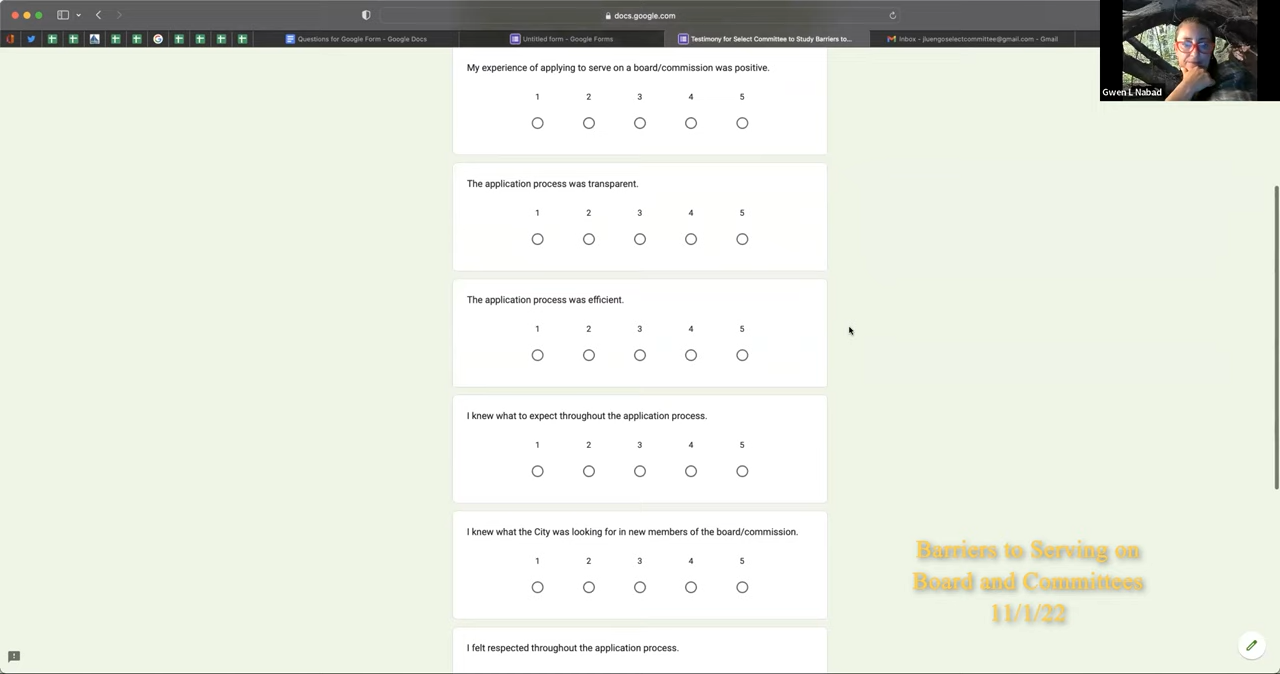 docs.google.com
Questions for Google Form - Google Docs
Untitled form - Google Forms
Testimony for Select Committee to Study Barriers to...
Inbox - jiuengoselectcommittee@gmail.com - Gmail
Gwen L Nabad
My experience of applying to serve on a board/commission was positive.
1 2 3 4 5
The application process was transparent.
1 2 3 4 5
The application process was efficient.
1 2 3 4 5
I knew what to expect throughout the application process.
1 2 3 4 5
I knew what the City was looking for in new members of the board/commission.
1 2 3 4 5
I felt respected throughout the application process.
Barriers to Serving on
Board and Committees
11/1/22